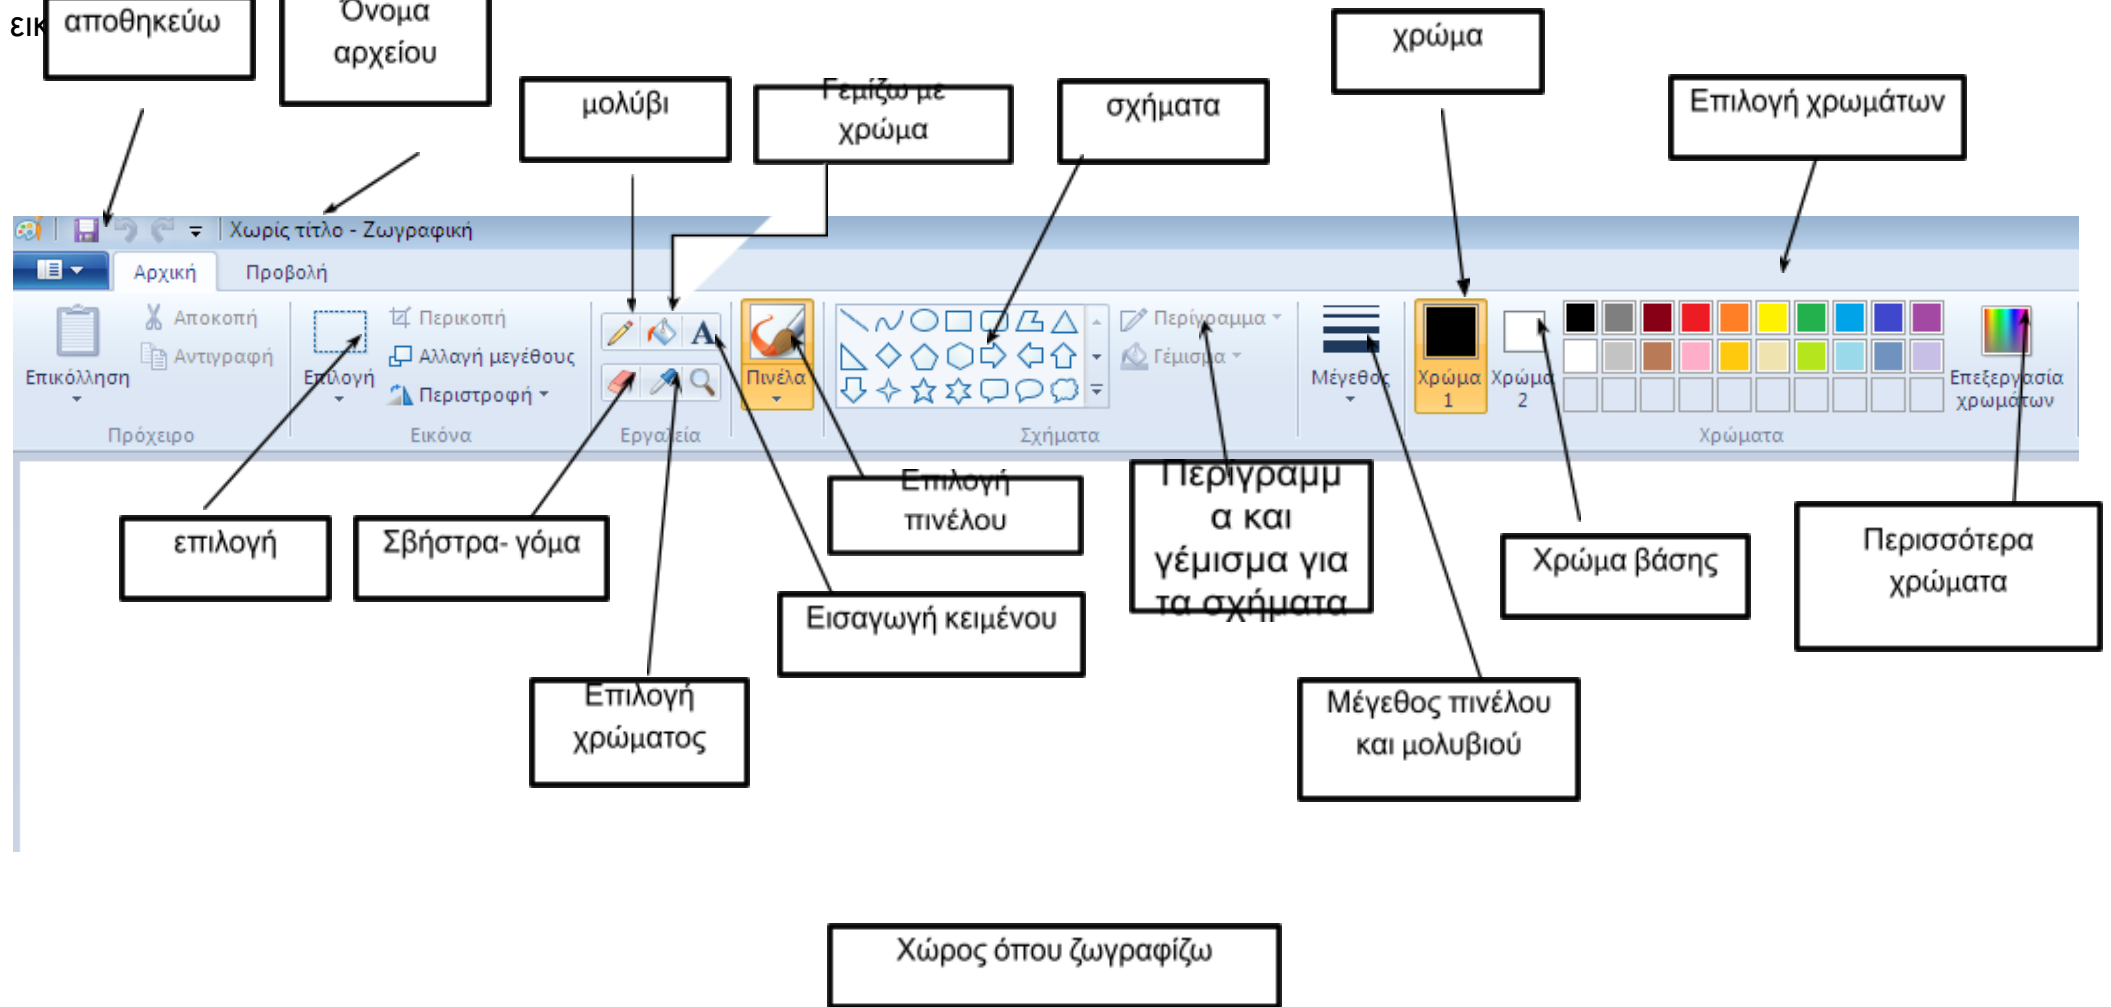 εικ
αποθηκεύω
Όνομα
αρχείου
μολύβι
Γεμίζω με
χρώμα
σχήματα
χρώμα
Επιλογή χρωμάτων
Χωρίς τίτλο - Ζωγραφική
Αρχική
Προβολή
Επικόλληση
Αποκοπή
Αντιγραφή
Πρόχειρο
Επιλογή
Περικοπή
Αλλαγή μεγέθους
Περιστροφή
Εικόνα
A
Εργαλεία
Πινέλα
Σχήματα
Περίγραμμα
Γέμισμα
Μέγεθος
Χρώμα
1
Χρώμα
2
Επεξεργασία
χρωμάτων
Χρώματα
επιλογή
Σβήστρα- γόμα
Επιλογή
πινέλου
Περίγραμμ
α και
γέμισμα για
τα σχήματα
Χρώμα βάσης
Περισσότερα
χρώματα
Εισαγωγή κειμένου
Επιλογή
χρώματος
Μέγεθος πινέλου
και μολυβιού
Χώρος όπου ζωγραφίζω